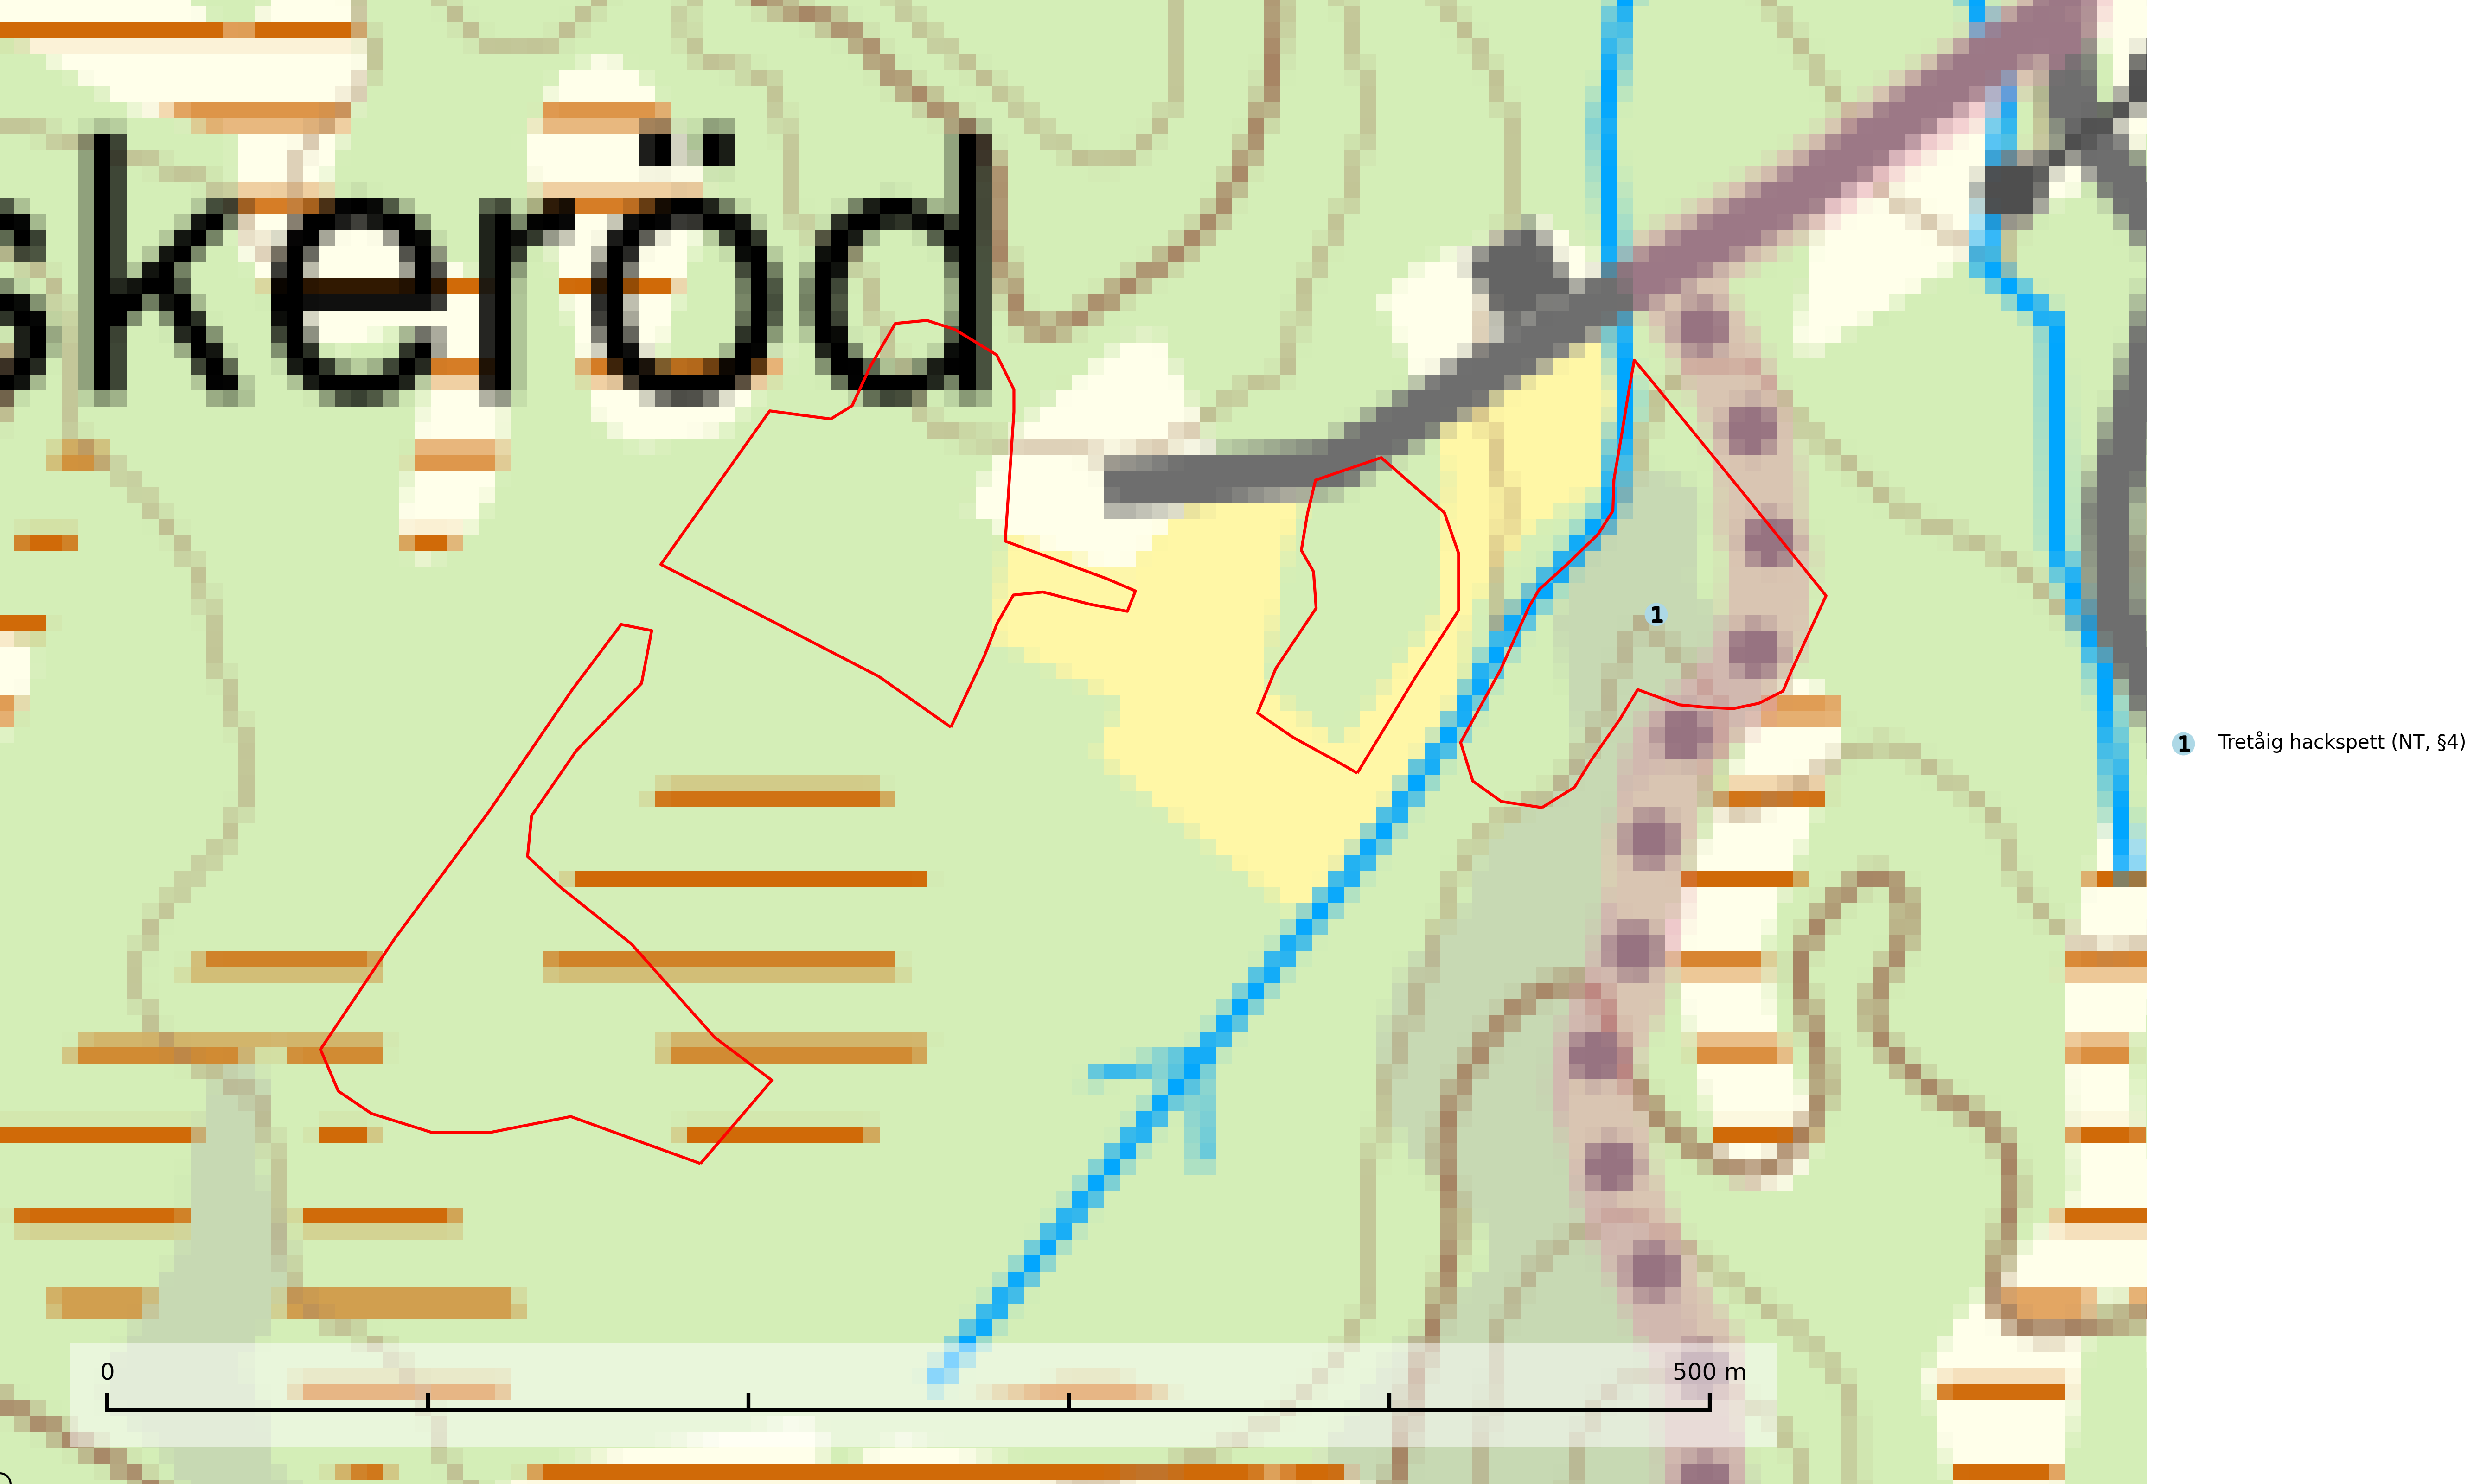 skeröd
1
1 Tretåig hackspett (NT, §4)
0 500 m